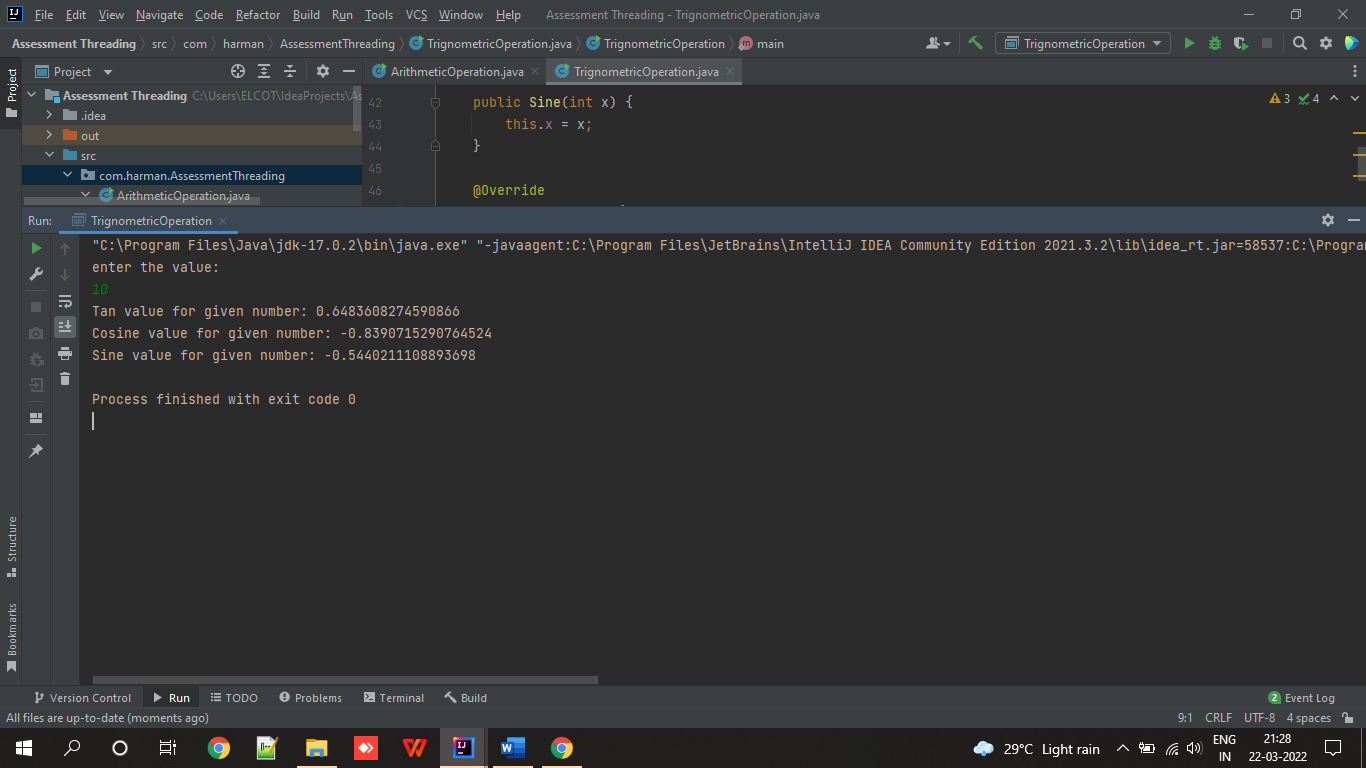 File Edit View Navigate Code Refactor Build Run Tools VCS Window Help Assessment Threading - TrignometricOperation.java
Assessment Threading src com harman AssessmentThreading TrignometricOperation.java TrignometricOperation main TrignometricOperation
Project ArithmeticOperation.java TrignometricOperation.java
Assessment Threading C:\Users\ELCOT\IdeaProjects\As
.idea
out
src
com.harman.AssessmentThreading
ArithmeticOperation.java
42 public Sine(int x) {
43 this.x = x;
44 }
45
46 @Override
3 4
Project
Run: TrignometricOperation
"C:\Program Files\Java\jdk-17.0.2\bin\java.exe" "-javaagent:C:\Program Files\JetBrains\IntelliJ IDEA Community Edition 2021.3.2\lib\idea_rt.jar=58537:C:\Program
enter the value:
10
Tan value for given number: 0.6483608274590866
Cosine value for given number: -0.8390715290764524
Sine value for given number: -0.5440211108893698
Process finished with exit code 0
Structure
Bookmarks
Version Control Run TODO Problems Terminal Build 2 Event Log
All files are up-to-date (moments ago) 9:1 CRLF UTF-8 4 spaces
29°C Light rain ENG IN 21:28
22-03-2022